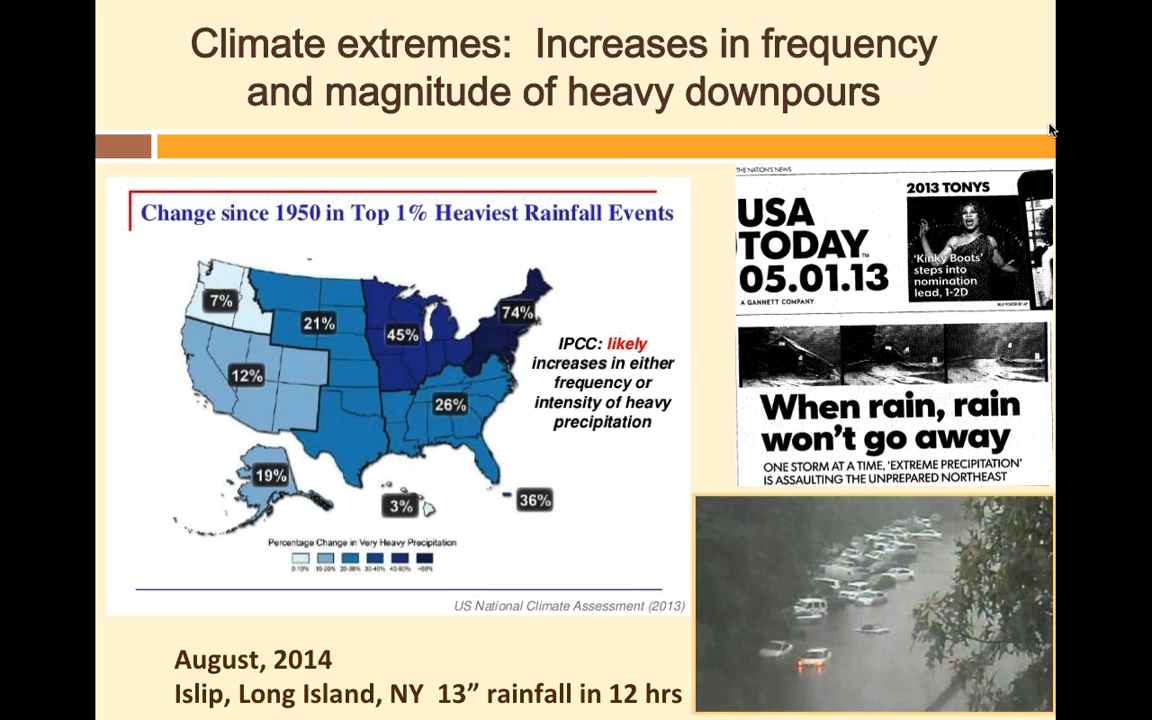 Climate extremes: Increases in frequency
and magnitude of heavy downpours
Change since 1950 in Top 1% Heaviest Rainfall Events
7%
21%
45%
74%
12%
26%
19%
3%
36%
IPCC: likely
increases in either
frequency or
intensity of heavy
precipitation
Percentage Change in Very Heavy Precipitation
0-10% 10-20% 20-30% 30-40%
US National Climate Assessment (2013)
August, 2014
Islip, Long Island, NY 13” rainfall in 12 hrs
THE NATION'S NEWS
2013 TONYS
USA
TODAY™
05.01.13
A GANNETT COMPANY
'Kinky Boots'
steps into
nomination
lead, 1-2D
When rain, rain
won't go away
ONE STORM AT A TIME, 'EXTREME PRECIPITATION'
IS ASSAULTING THE UNPREPARED NORTHEAST